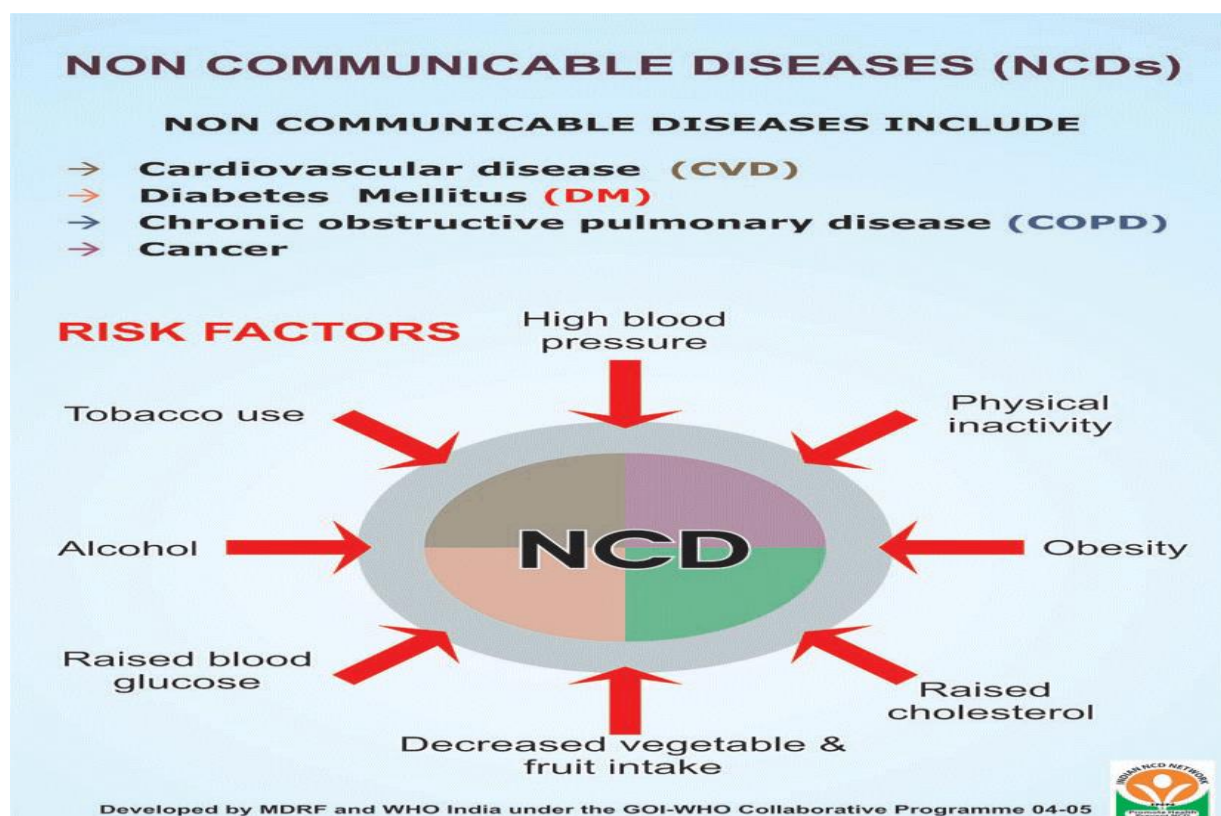 NON COMMUNICABLE DISEASES (NCDs)
NON COMMUNICABLE DISEASES INCLUDE
→ Cardiovascular disease (CVD)
→ Diabetes Mellitus (DM)
→ Chronic obstructive pulmonary disease (COPD)
→ Cancer
RISK FACTORS
High blood
pressure
Tobacco use
Physical
inactivity
Alcohol
NCD
Obesity
Raised blood
glucose
Raised
cholesterol
Decreased vegetable &
fruit intake
Developed by MDRF and WHO India under the GOI-WHO Collaborative Programme 04-05
INDIAN NCD NETWORK
INN
Promote Health